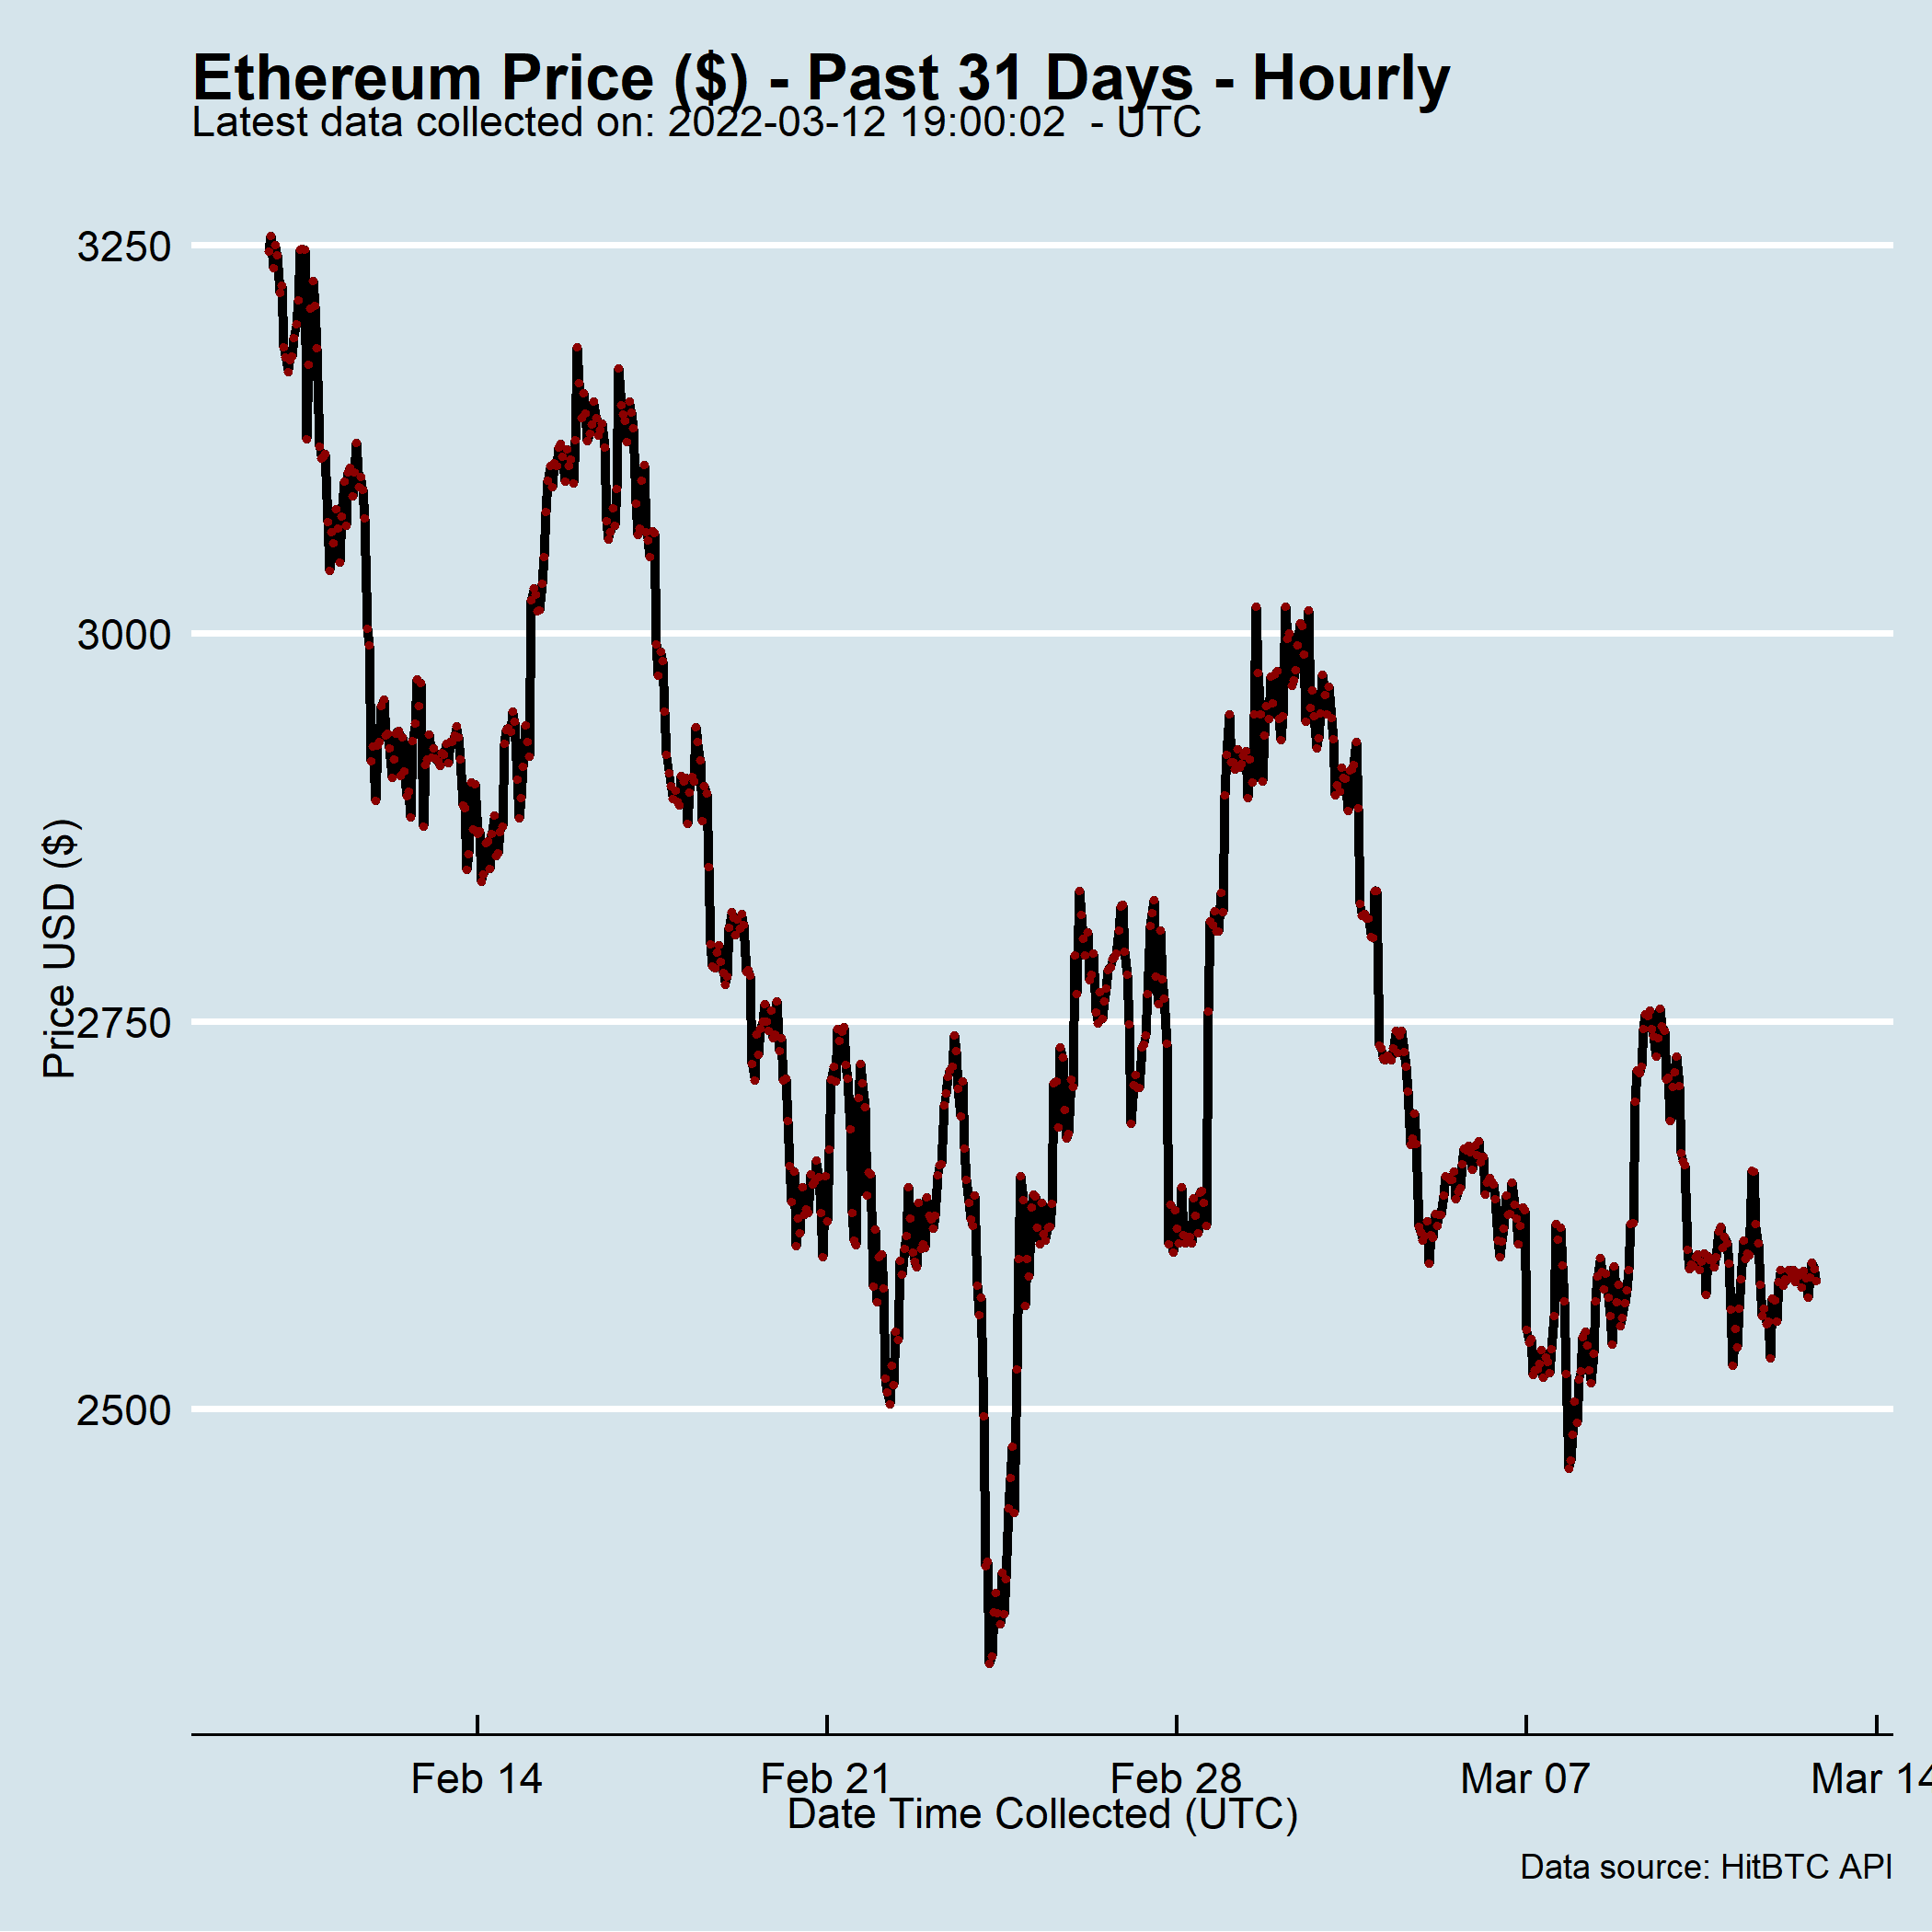 Ethereum Price ($) - Past 31 Days - Hourly
Latest data collected on: 2022-03-12 19:00:02  - UTC
3250
3000
2750
2500
Price USD ($)
Feb 14
Feb 21
Feb 28
Mar 07
Mar 14
Date Time Collected (UTC)
Data source: HitBTC API